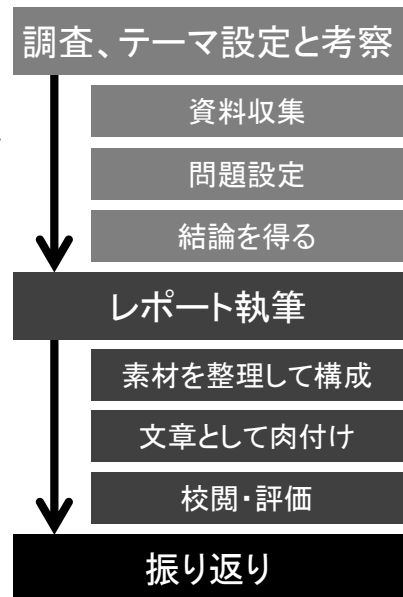 調査、テーマ設定と考察
資料収集
問題設定
結論を得る
レポート執筆
素材を整理して構成
文章として肉付け
校閲・評価
振り返り